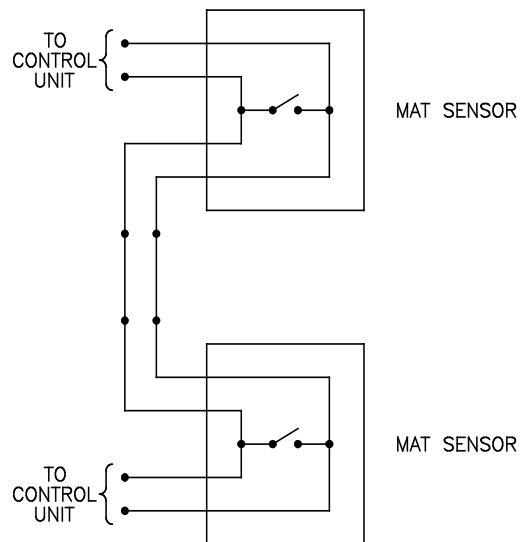 TO
CONTROL
UNIT
MAT SENSOR
MAT SENSOR
TO
CONTROL
UNIT